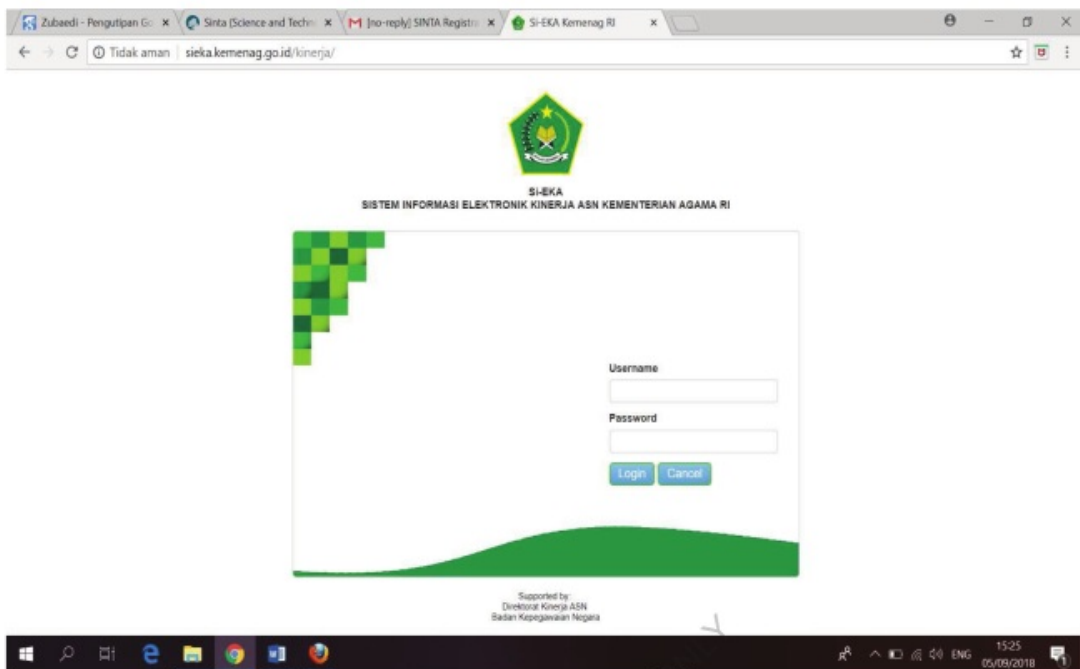 Zubaedi - Pengutipan Go
Sinta (Science and Techn
[no-reply] SINTA Registra
Si-EKA Kemenag RI
Tidak aman
sieka.kemenag.go.id/kinerja/
SI-EKA
SISTEM INFORMASI ELEKTRONIK KINERJA ASN KEMENTERIAN AGAMA RI
Username
Password
Login
Cancel
Supported by:
Direktorat Kinerja ASN
Badan Kepegawaian Negara
ENG
15:25
05/09/2018